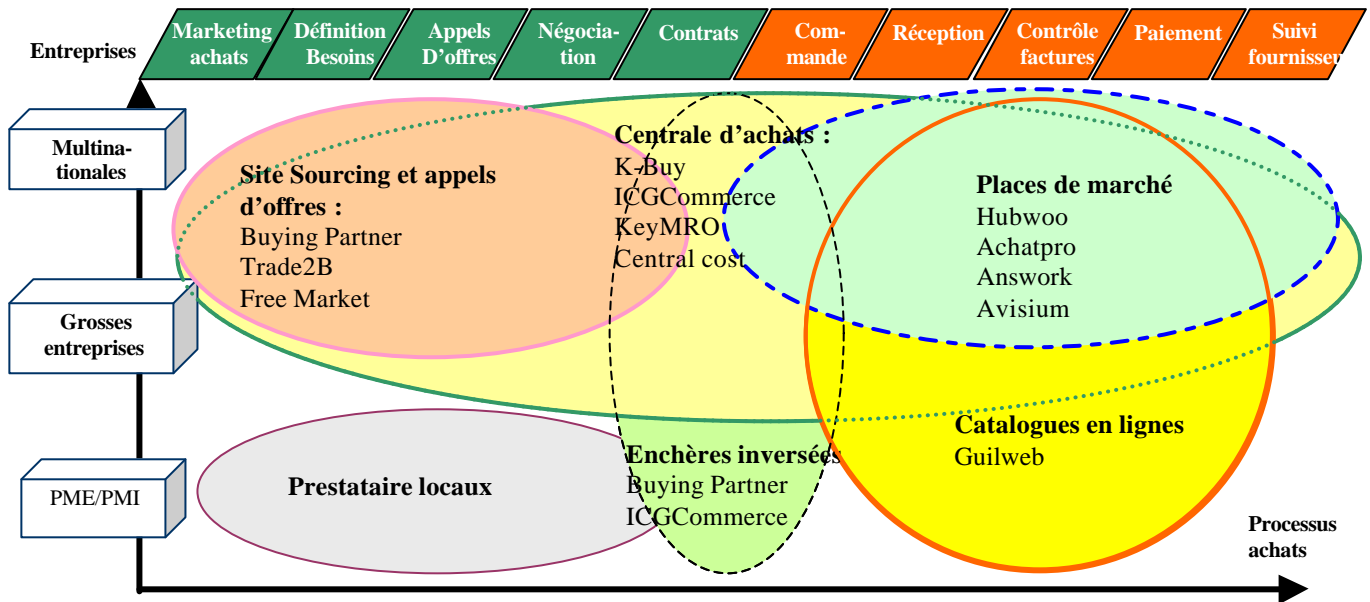 Entreprises
Marketing
achats
Définition
Besoins
Appels
D’offres
Négocia-
tion
Contrats
Com-
mande
Réception
Contrôle
factures
Paiement
Suivi
fournisseur
Multina-
tionales
Grosses
entreprises
PME/PMI
Site Sourcing et appels
d’offres :
Buying Partner
Trade2B
Free Market
Centrale d’achats :
K-Buy
ICGCommerce
KeyMRO
Central cost
Places de marché
Hubwoo
Achatpro
Answork
Avisium
Prestataire locaux
Enchères inversées
Buying Partner
ICGCommerce
Catalogues en lignes
Guilweb
Processus
achats